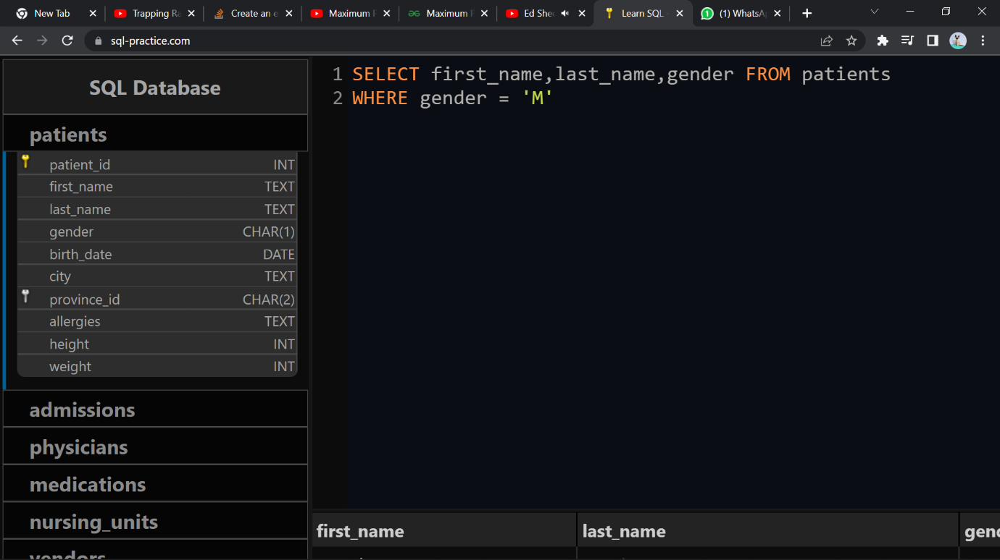 New Tab
Trapping Ra
Create an e
Maximum
Maximum
Ed Shee
Learn SQL
(1) WhatsAp
sql-practice.com
SQL Database
patients
patient_id INT
first_name TEXT
last_name TEXT
gender CHAR(1)
birth_date DATE
city TEXT
province_id CHAR(2)
allergies TEXT
height INT
weight INT
admissions
physicians
medications
nursing_units
vendors
1 SELECT first_name,last_name,gender FROM patients
2 WHERE gender = 'M'
first_name last_name gend